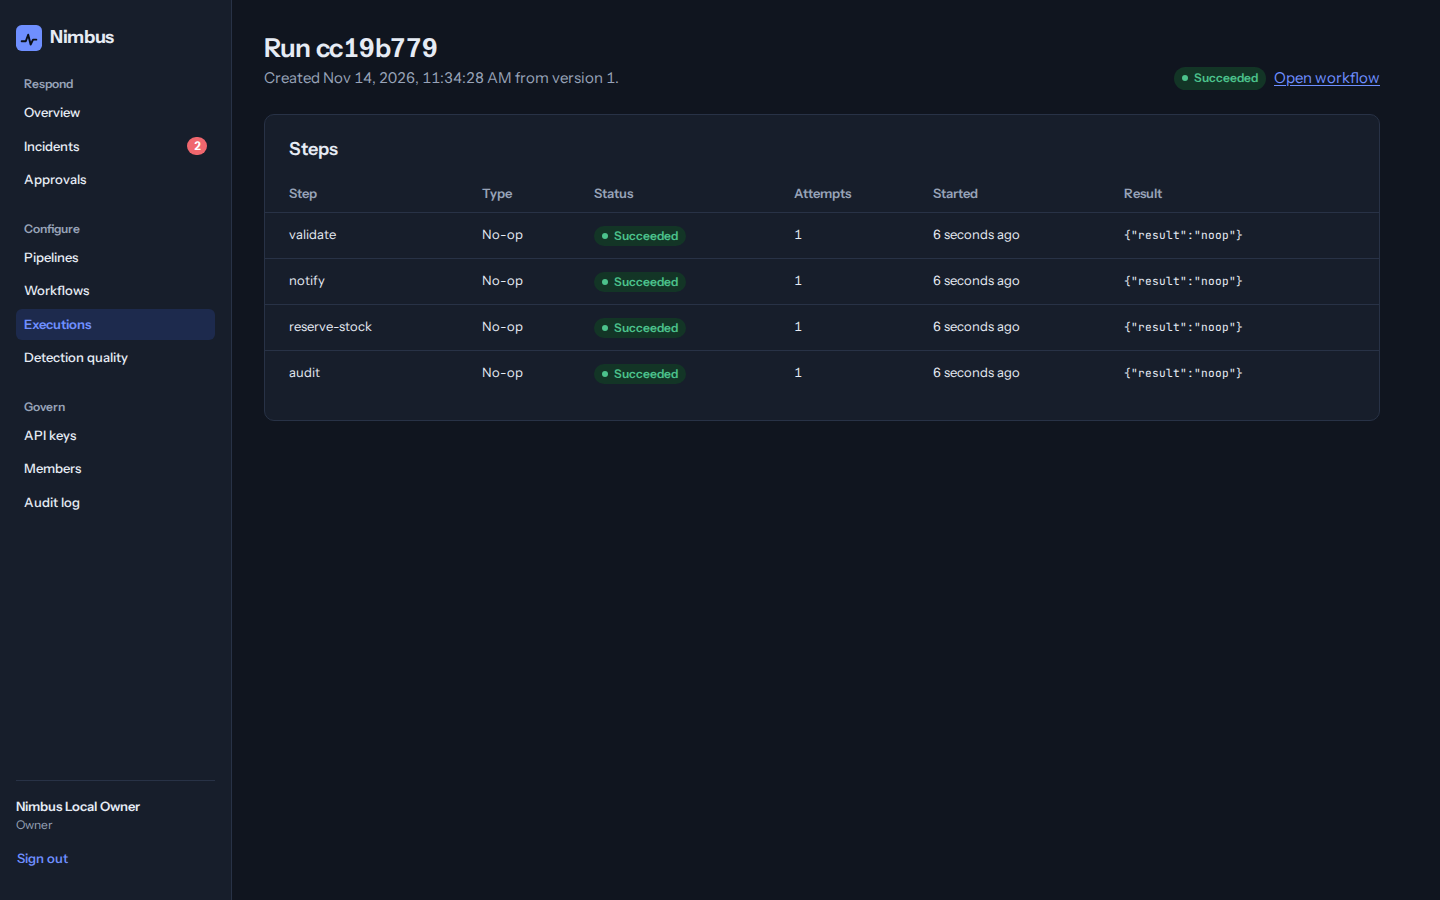 Nimbus
Respond
Overview
Incidents 2
Approvals
Configure
Pipelines
Workflows
Executions
Detection quality
Govern
API keys
Members
Audit log
Nimbus Local Owner
Owner
Sign out
Run cc19b779
Created Nov 14, 2026, 11:34:28 AM from version 1.
Succeeded Open workflow
Steps
Step Type Status Attempts Started Result
validate No-op Succeeded 1 6 seconds ago {"result":"noop"}
notify No-op Succeeded 1 6 seconds ago {"result":"noop"}
reserve-stock No-op Succeeded 1 6 seconds ago {"result":"noop"}
audit No-op Succeeded 1 6 seconds ago {"result":"noop"}